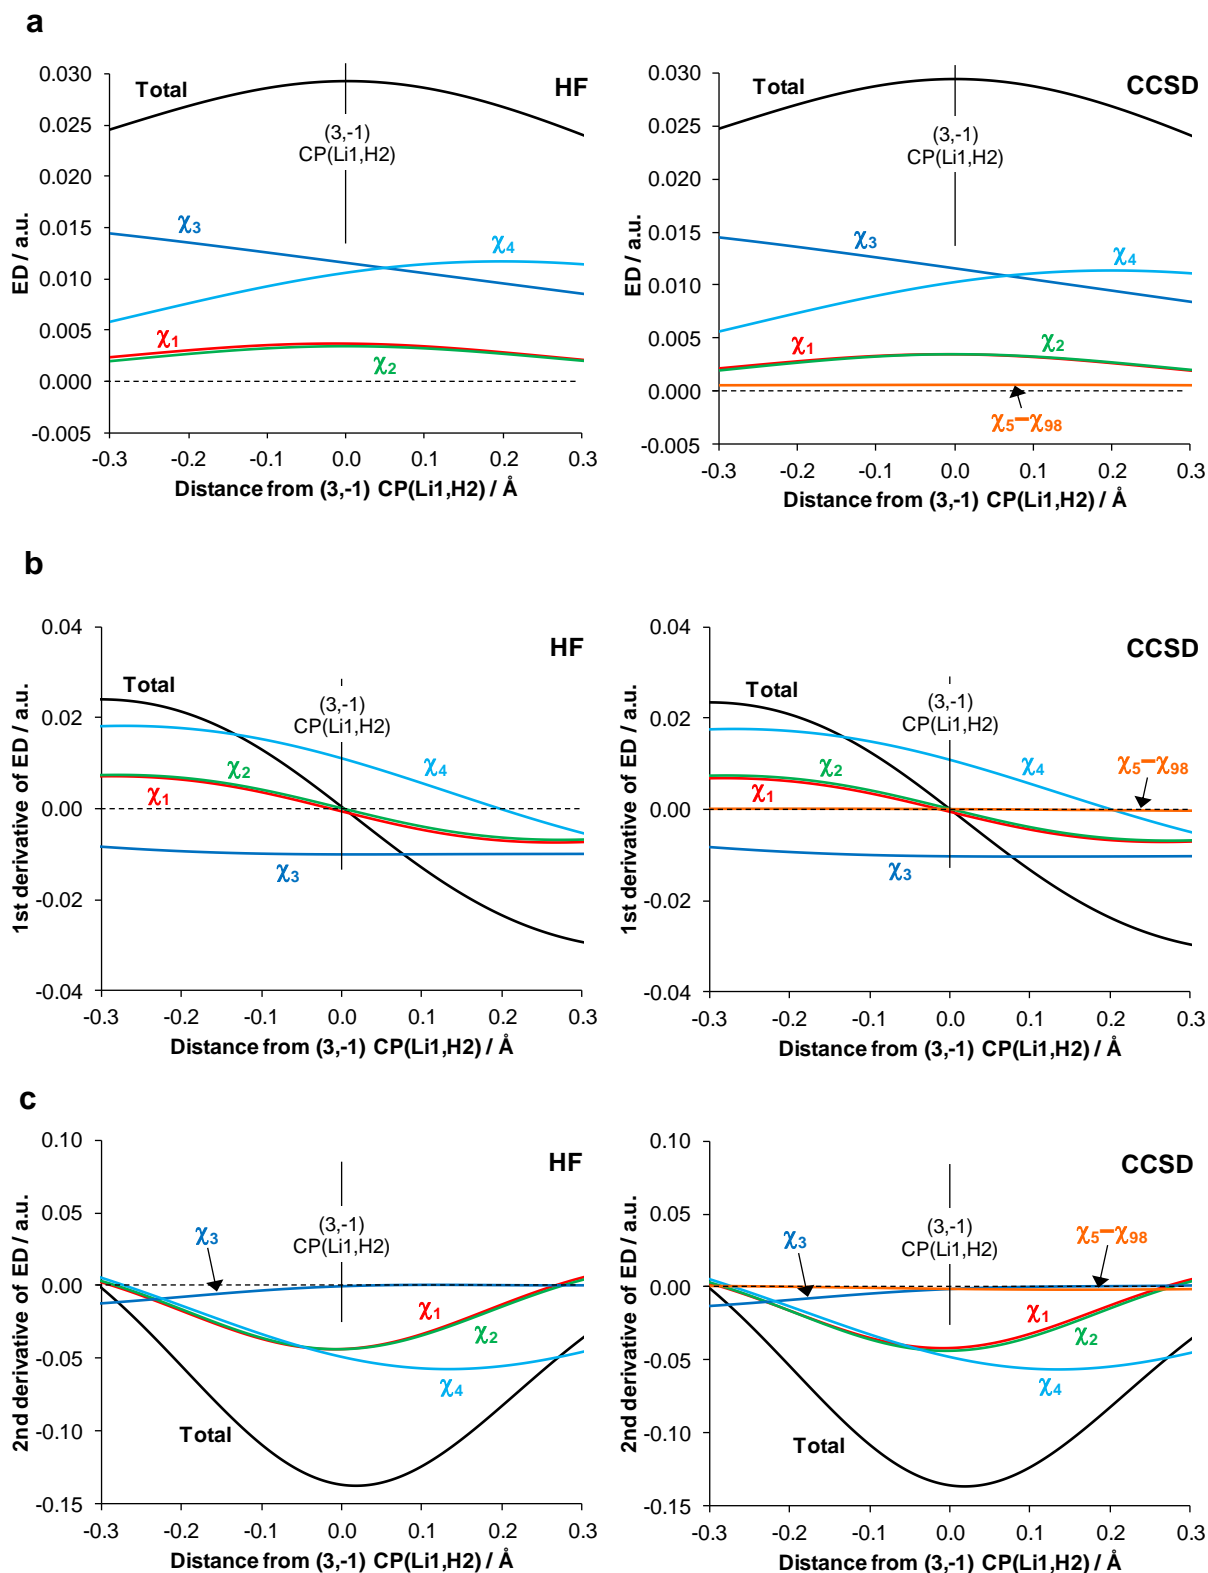 a
0.030
0.025
0.020
0.015
0.010
0.005
0.000
-0.005
ED / a.u.
Total
HF
(3,-1)
CP(Li1,H2)
χ3
χ4
χ1
χ2
-0.3 -0.2 -0.1 0.0 0.1 0.2 0.3
Distance from (3,-1) CP(Li1,H2) / Å
0.030
0.025
0.020
0.015
0.010
0.005
0.000
-0.005
ED / a.u.
Total
CCSD
(3,-1)
CP(Li1,H2)
χ3
χ4
χ1
χ2
χ5–χ98
-0.3 -0.2 -0.1 0.0 0.1 0.2 0.3
Distance from (3,-1) CP(Li1,H2) / Å
b
0.04
0.02
0.00
-0.02
-0.04
1st derivative of ED / a.u.
HF
Total
(3,-1)
CP(Li1,H2)
χ2
χ4
χ1
χ3
-0.3 -0.2 -0.1 0.0 0.1 0.2 0.3
Distance from (3,-1) CP(Li1,H2) / Å
0.04
0.02
0.00
-0.02
-0.04
1st derivative of ED / a.u.
CCSD
Total
(3,-1)
CP(Li1,H2)
χ2
χ4
χ5–χ98
χ1
χ3
-0.3 -0.2 -0.1 0.0 0.1 0.2 0.3
Distance from (3,-1) CP(Li1,H2) / Å
c
0.10
0.05
0.00
-0.05
-0.10
-0.15
2nd derivative of ED / a.u.
HF
(3,-1)
CP(Li1,H2)
χ3
χ1
χ2
χ4
Total
-0.3 -0.2 -0.1 0.0 0.1 0.2 0.3
Distance from (3,-1) CP(Li1,H2) / Å
0.10
0.05
0.00
-0.05
-0.10
-0.15
2nd derivative of ED / a.u.
CCSD
(3,-1)
CP(Li1,H2)
χ3
χ5–χ98
χ1
χ2
χ4
Total
-0.3 -0.2 -0.1 0.0 0.1 0.2 0.3
Distance from (3,-1) CP(Li1,H2) / Å